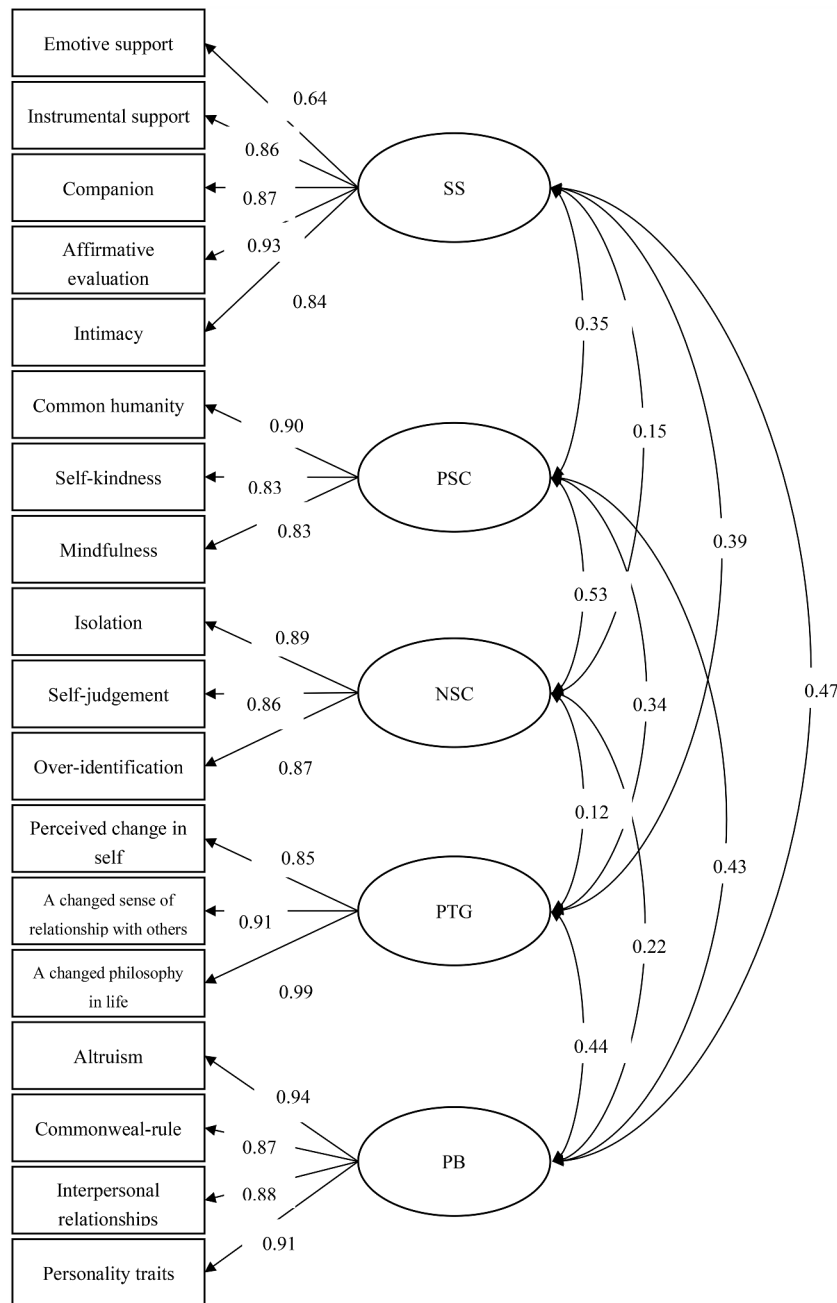 Emotive support
0.64
Instrumental support
0.86
Companion
0.87
SS
Affirmative
evaluation
0.93
Intimacy
0.84
0.35
Common humanity
0.90
0.15
Self-kindness
0.83
PSC
Mindfulness
0.83
0.39
0.53
Isolation
0.89
Self-judgement
0.86
NSC
0.34
0.47
Over-identification
0.87
0.12
Perceived change in
self
0.85
0.43
A changed sense of
relationship with others
0.91
PTG
0.22
A changed philosophy
in life
0.99
0.44
Altruism
0.94
Commonweal-rule
0.87
PB
Interpersonal
relationships
0.88
0.91
Personality traits